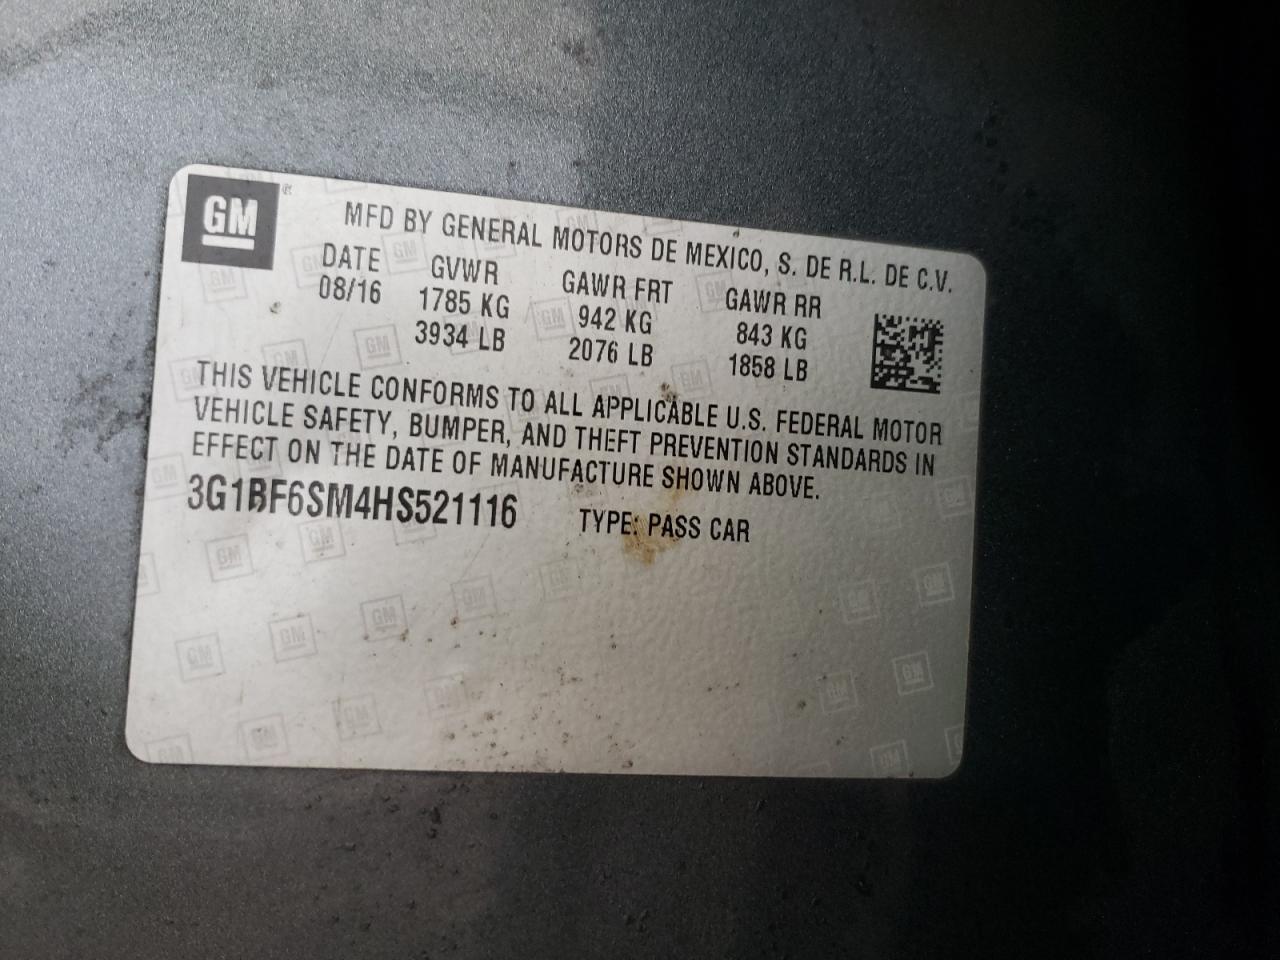 GM
MFD BY GENERAL MOTORS DE MEXICO, S. DE R.L. DE C.V.
DATE GVWR GAWR FRT GAWR RR
08/16 1785 KG 942 KG 843 KG
3934 LB 2076 LB 1858 LB
THIS VEHICLE CONFORMS TO ALL APPLICABLE U.S. FEDERAL MOTOR
VEHICLE SAFETY, BUMPER, AND THEFT PREVENTION STANDARDS IN
EFFECT ON THE DATE OF MANUFACTURE SHOWN ABOVE.
3G1BF6SM4HS521116 TYPE: PASS CAR